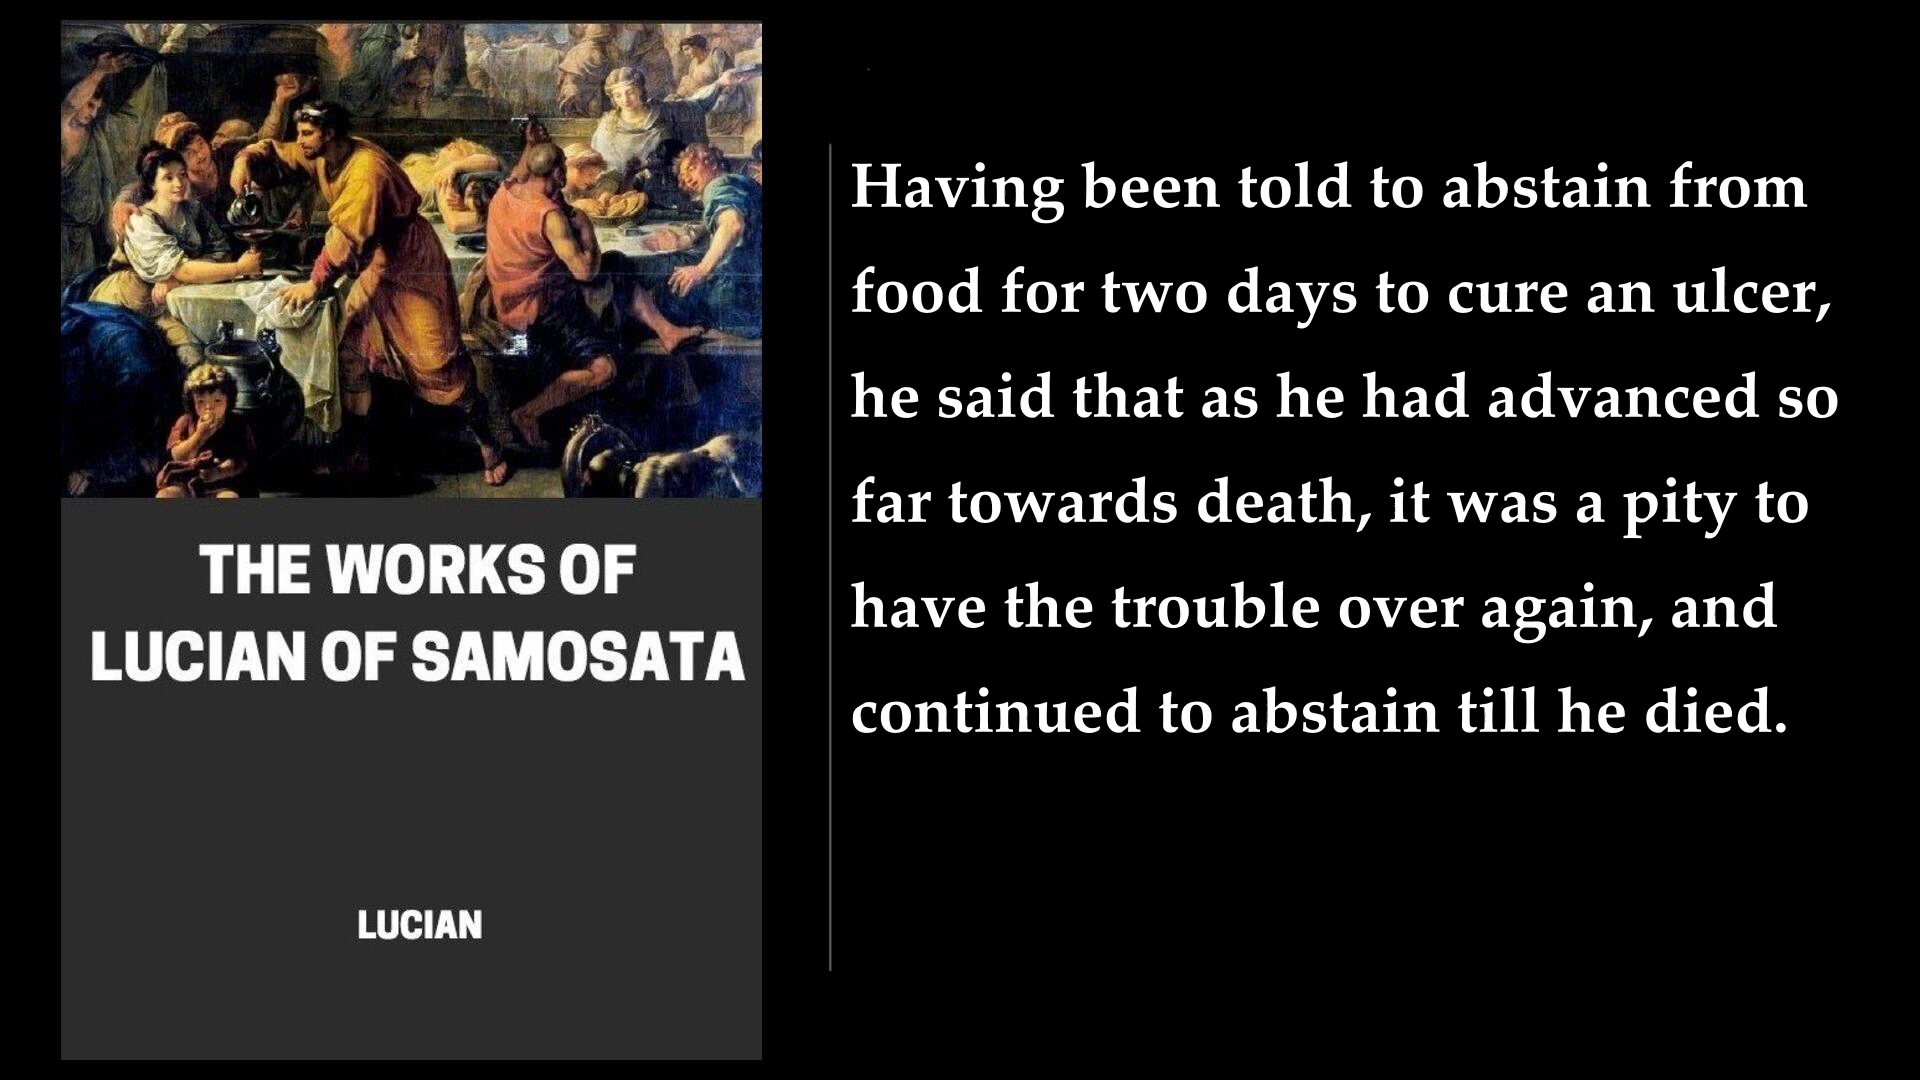 THE WORKS OF
LUCIAN OF SAMOSATA
LUCIAN
Having been told to abstain from
food for two days to cure an ulcer,
he said that as he had advanced so
far towards death, it was a pity to
have the trouble over again, and
continued to abstain till he died.